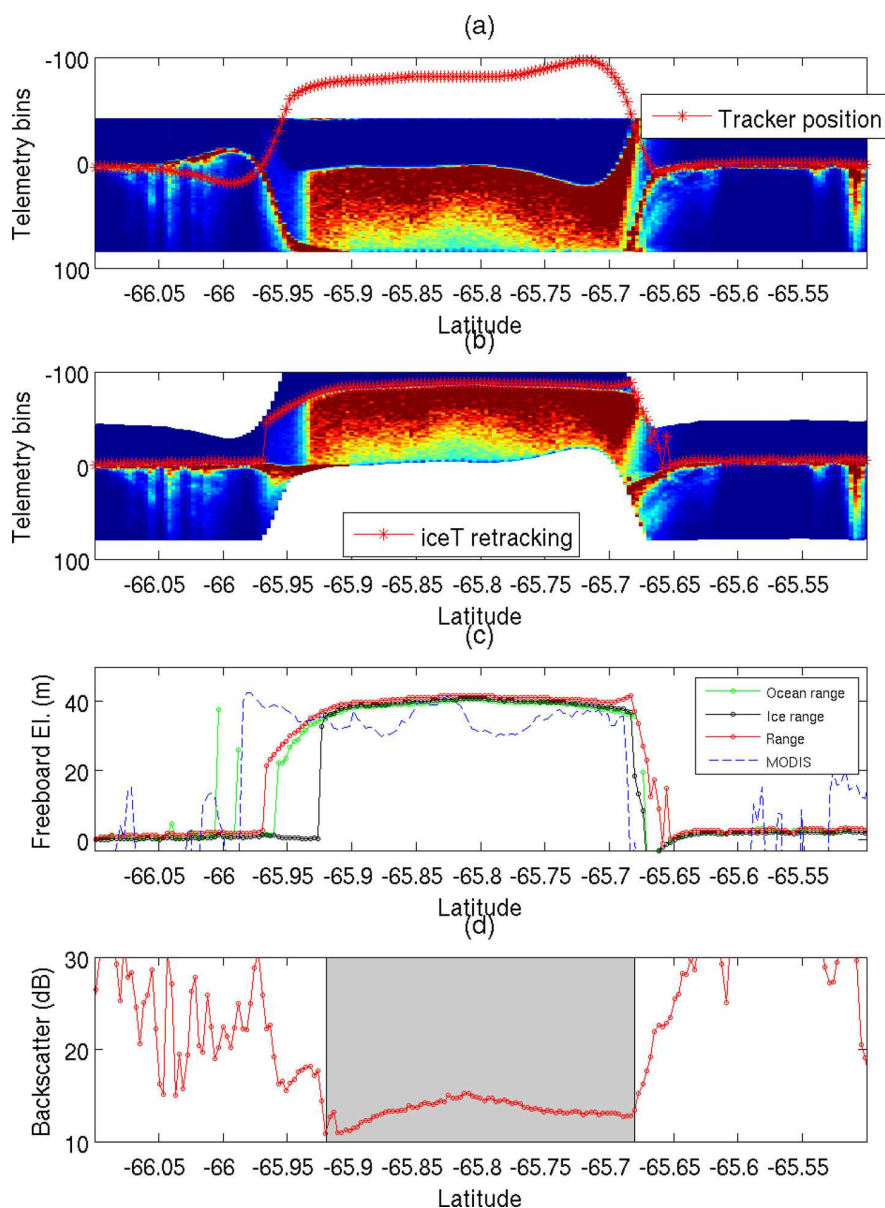 (a)
-100
0
100
Telemetry bins
Tracker position
-66.05 -66 -65.95 -65.9 -65.85 -65.8 -65.75 -65.7 -65.65 -65.6 -65.55
Latitude
(b)
-100
0
100
Telemetry bins
iceT retracking
-66.05 -66 -65.95 -65.9 -65.85 -65.8 -65.75 -65.7 -65.65 -65.6 -65.55
Latitude
(c)
40
20
0
Freeboard El. (m)
Ocean range
Ice range
Range
MODIS
-66.05 -66 -65.95 -65.9 -65.85 -65.8 -65.75 -65.7 -65.65 -65.6 -65.55
Latitude
(d)
30
20
10
Backscatter (dB)
-66.05 -66 -65.95 -65.9 -65.85 -65.8 -65.75 -65.7 -65.65 -65.6 -65.55
Latitude